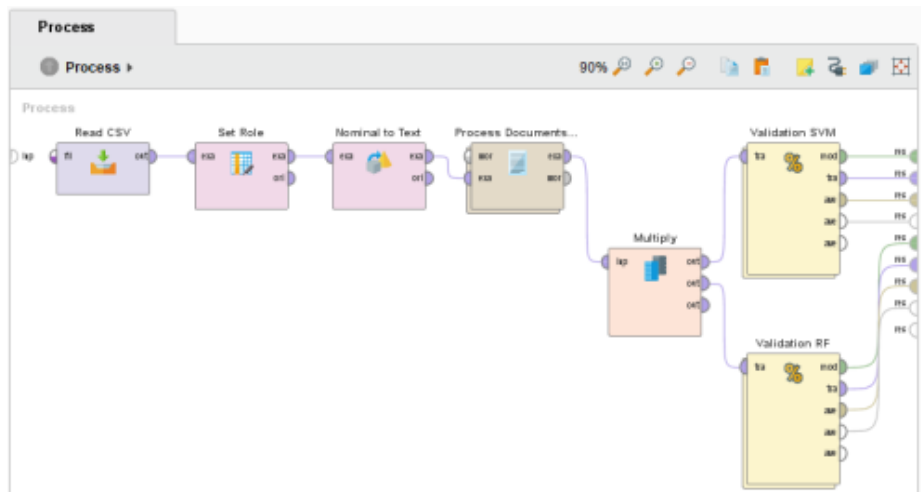 Process
Process
90%
Process
Read CSV
Set Role
Nominal to Text
Process Documents...
Validation SVM
inp
fil
out
exa
exa
ori
exa
exa
ori
wor
exa
exa
wor
tra
mod
tra
ave
ave
ave
res
res
res
res
res
res
res
res
res
Multiply
inp
out
out
out
Validation RF
tra
mod
tra
ave
ave
ave